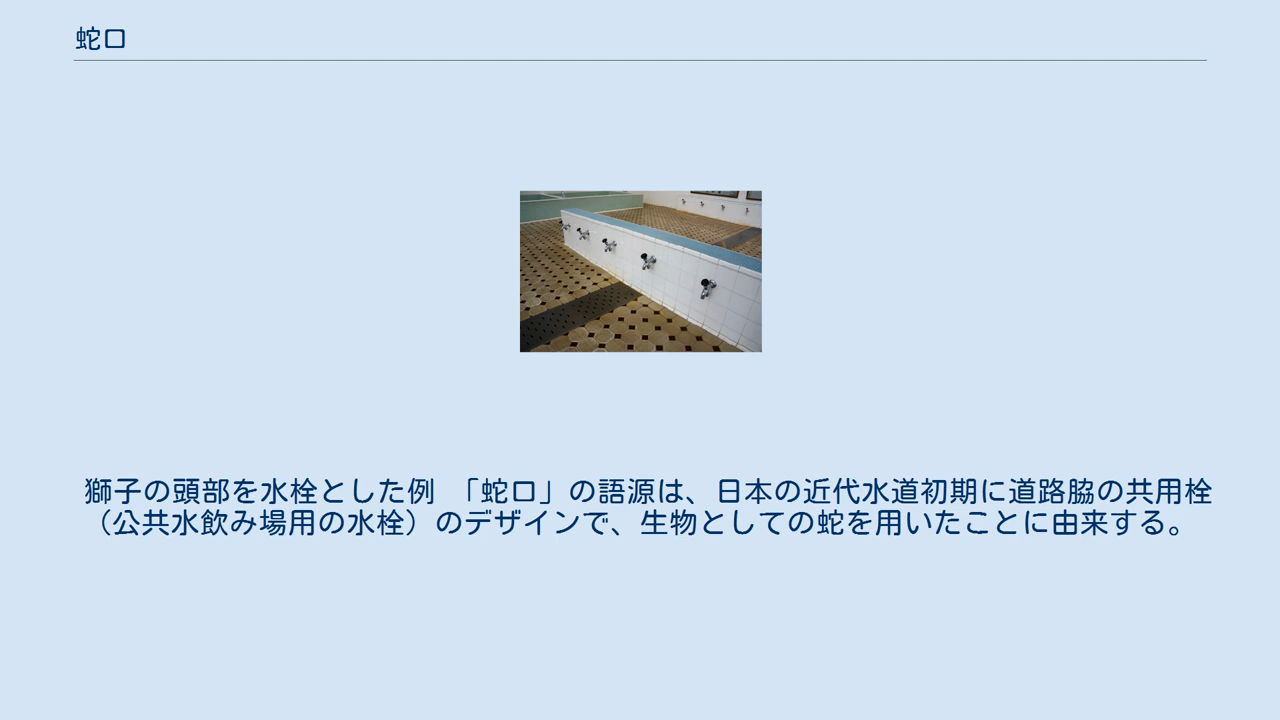 蛇口
獅子の頭部を水栓とした例　「蛇口」の語源は、日本の近代水道初期に道路脇の共用栓
（公共水飲み場用の水栓）のデザインで、生物としての蛇を用いたことに由来する。